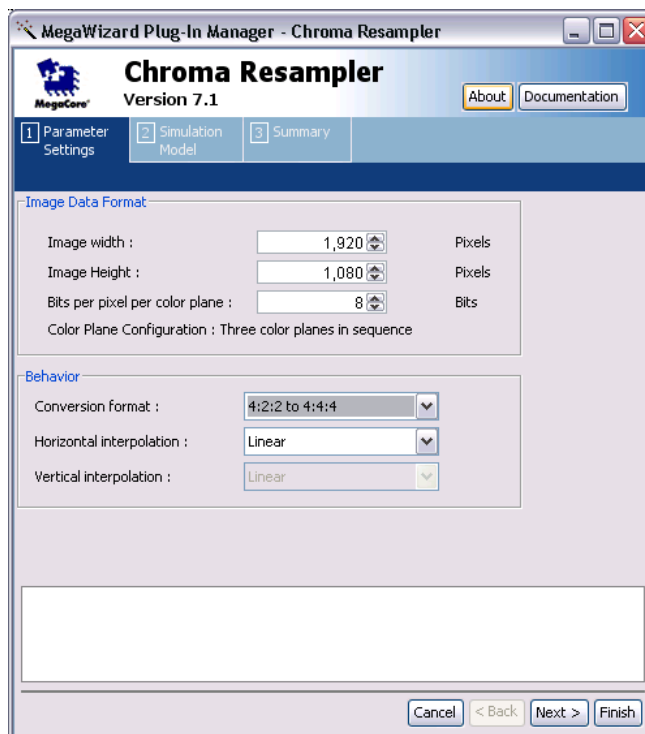 MegaWizard Plug-In Manager - Chroma Resampler
MegaCore®
Chroma Resampler
Version 7.1
About
Documentation
1 Parameter Settings
2 Simulation Model
3 Summary
Image Data Format
Image width : 1,920 Pixels
Image Height : 1,080 Pixels
Bits per pixel per color plane : 8 Bits
Color Plane Configuration : Three color planes in sequence
Behavior
Conversion format : 4:2:2 to 4:4:4
Horizontal interpolation : Linear
Vertical interpolation : Linear
Cancel
< Back
Next >
Finish